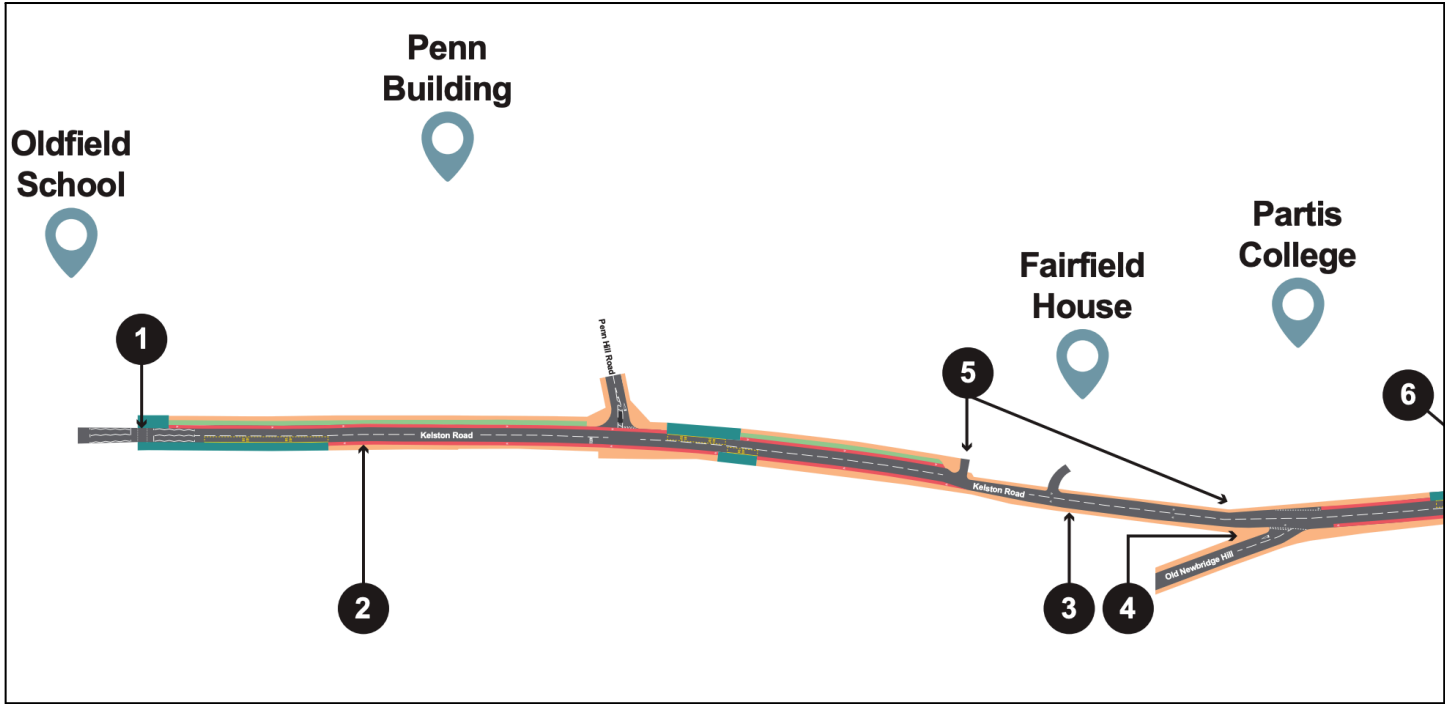 Penn
Building
Oldfield
School
Partis
College
Fairfield
House
1
Penn Hill Road
5
6
Kelston Road
Kelston Road
Old Newbridge Hill
2
3
4